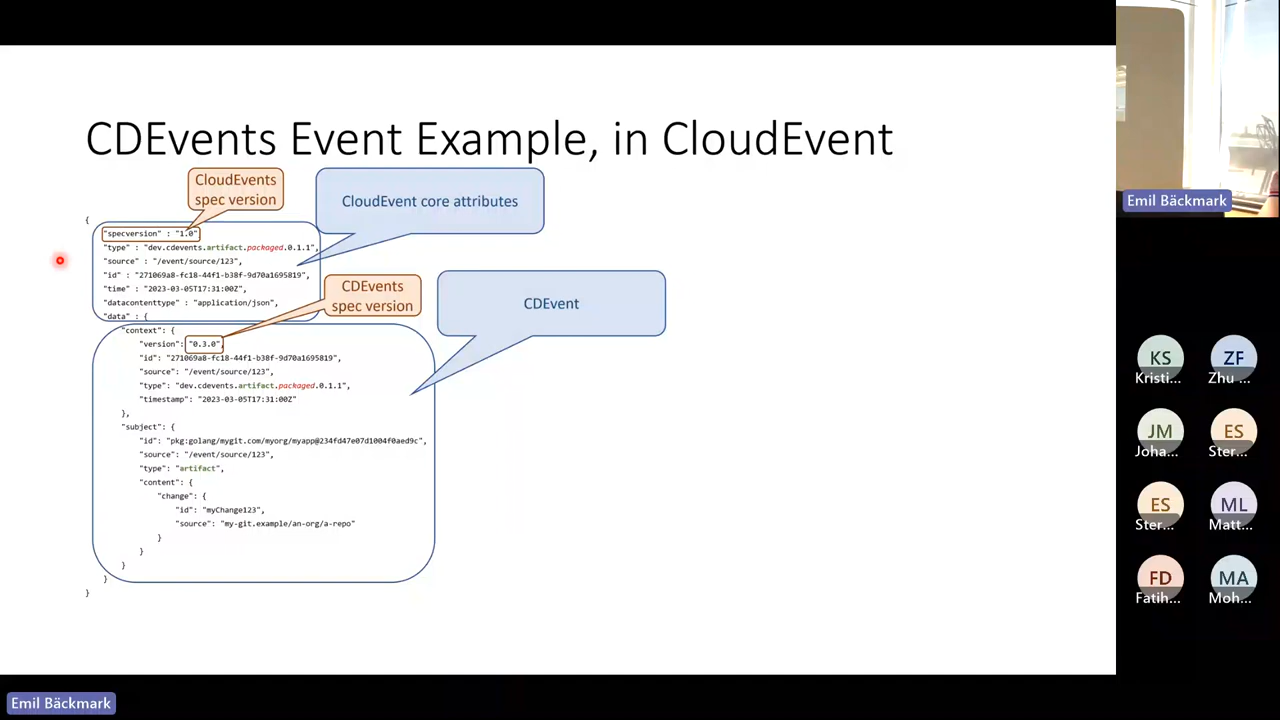 CDEvents Event Example, in CloudEvent
CloudEvents
spec version
CloudEvent core attributes
{
"specversion" : "1.0"
"type" : "dev.cdevents.artifact.packaged.0.1.1",
"source" : "/event/source/123",
"id" : "271069a8-fc18-44f1-b38f-9d70a1695819",
"time" : "2023-03-05T17:31:00Z",
"datacontenttype" : "application/json",
"data" : {
CDEvents
spec version
CDEvent
"context": {
"version": "0.3.0",
"id": "271069a8-fc18-44f1-b38f-9d70a1695819",
"source": "/event/source/123",
"type": "dev.cdevents.artifact.packaged.0.1.1",
"timestamp": "2023-03-05T17:31:00Z"
},
"subject": {
"id": "pkg:golang/mygit.com/myorg/myapp@234fd47e07d1004f0aed9c",
"source": "/event/source/123",
"type": "artifact",
"content": {
"change": {
"id": "myChange123",
"source": "my-git.example/an-org/a-repo"
}
}
}
}
}
Emil Bäckmark
KS
Kristi...
ZF
Zhu ...
JM
Joha...
ES
Ster...
ES
Ster...
ML
Matt...
FD
Fatih...
MA
Moh...
Emil Bäckmark